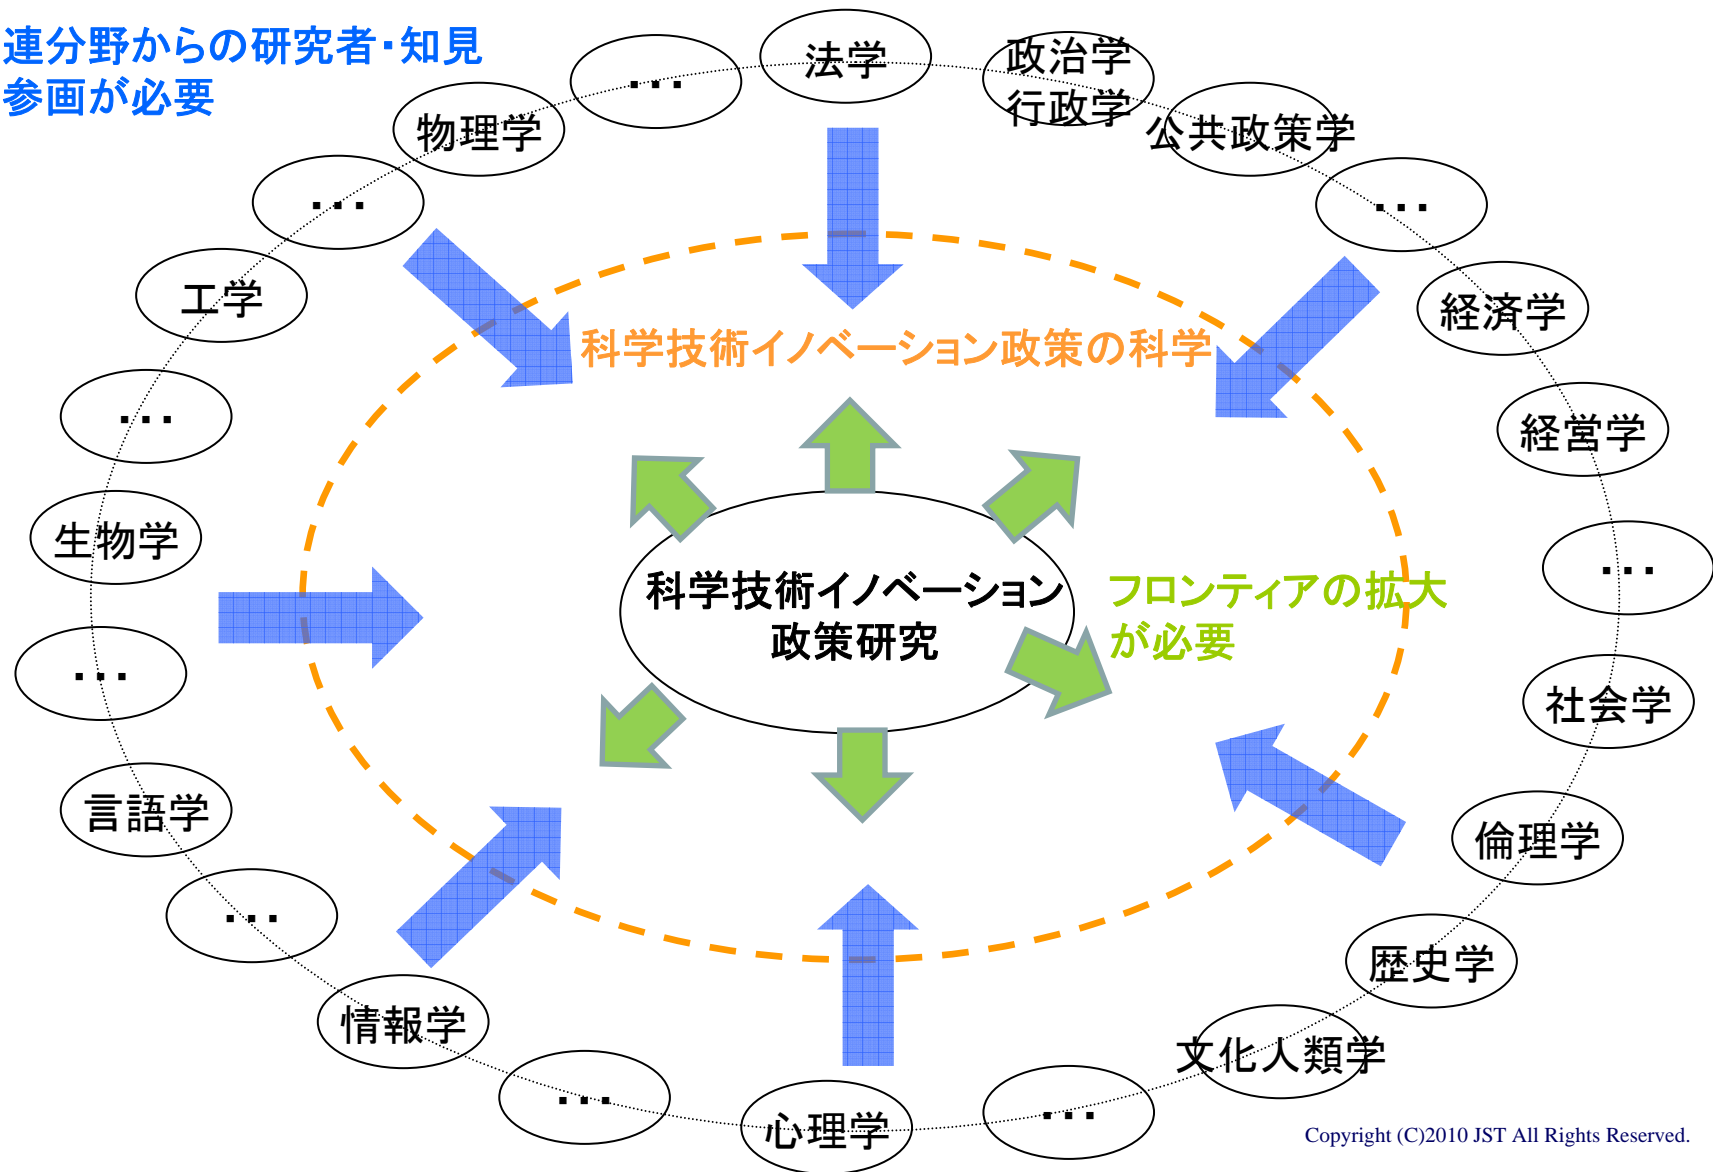 連分野からの研究者・知見
参画が必要
・・・
法学
政治学
行政学
公共政策学
物理学
・・・
・・・
工学
経済学
科学技術イノベーション政策の科学
・・・
経営学
生物学
・・・
科学技術イノベーション
政策研究
フロンティアの拡大
が必要
・・・
社会学
言語学
倫理学
・・・
歴史学
情報学
文化人類学
・・・
心理学
・・・
Copyright (C)2010 JST All Rights Reserved.